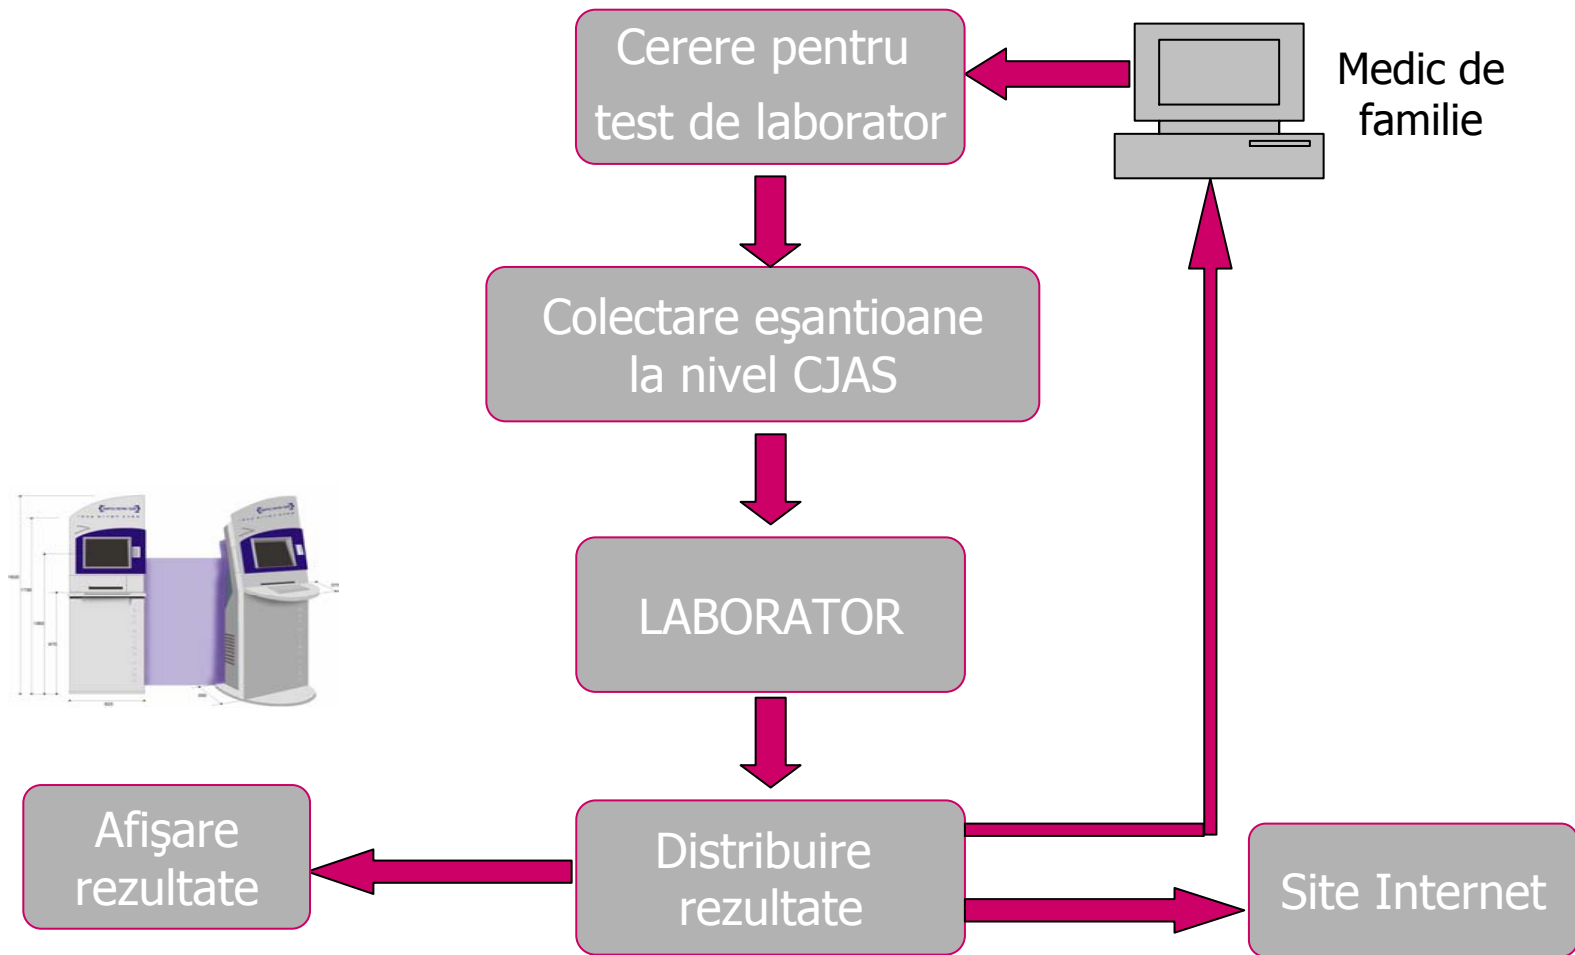 Cerere pentru
test de laborator
Medic de
familie
Colectare eşantioane
la nivel CJAS
LABORATOR
Afişare
rezultate
Distribuire
rezultate
Site Internet